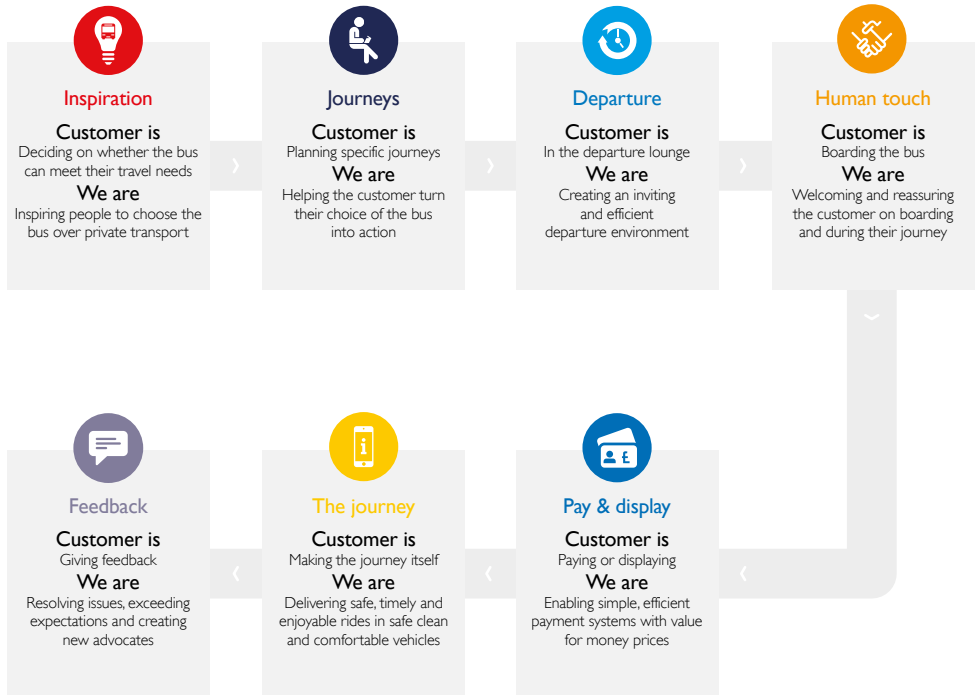 Inspiration
Customer is
Deciding on whether the bus
can meet their travel needs
We are
Inspiring people to choose the
bus over private transport
Journeys
Customer is
Planning specific journeys
We are
Helping the customer turn
their choice of the bus
into action
Departure
Customer is
In the departure lounge
We are
Creating an inviting
and efficient
departure environment
Human touch
Customer is
Boarding the bus
We are
Welcoming and reassuring
the customer on boarding
and during their journey
£
Pay & display
Customer is
Paying or displaying
We are
Enabling simple, efficient
payment systems with value
for money prices
i
The journey
Customer is
Making the journey itself
We are
Delivering safe, timely and
enjoyable rides in safe clean
and comfortable vehicles
Feedback
Customer is
Giving feedback
We are
Resolving issues, exceeding
expectations and creating
new advocates